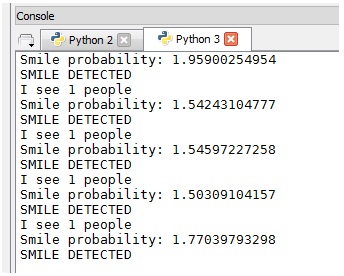 Console
Python 2
Python 3
Smile probability: 1.95900254954
SMILE DETECTED
I see 1 people
Smile probability: 1.54243104777
SMILE DETECTED
I see 1 people
Smile probability: 1.54597227258
SMILE DETECTED
I see 1 people
Smile probability: 1.50309104157
SMILE DETECTED
I see 1 people
Smile probability: 1.77039793298
SMILE DETECTED